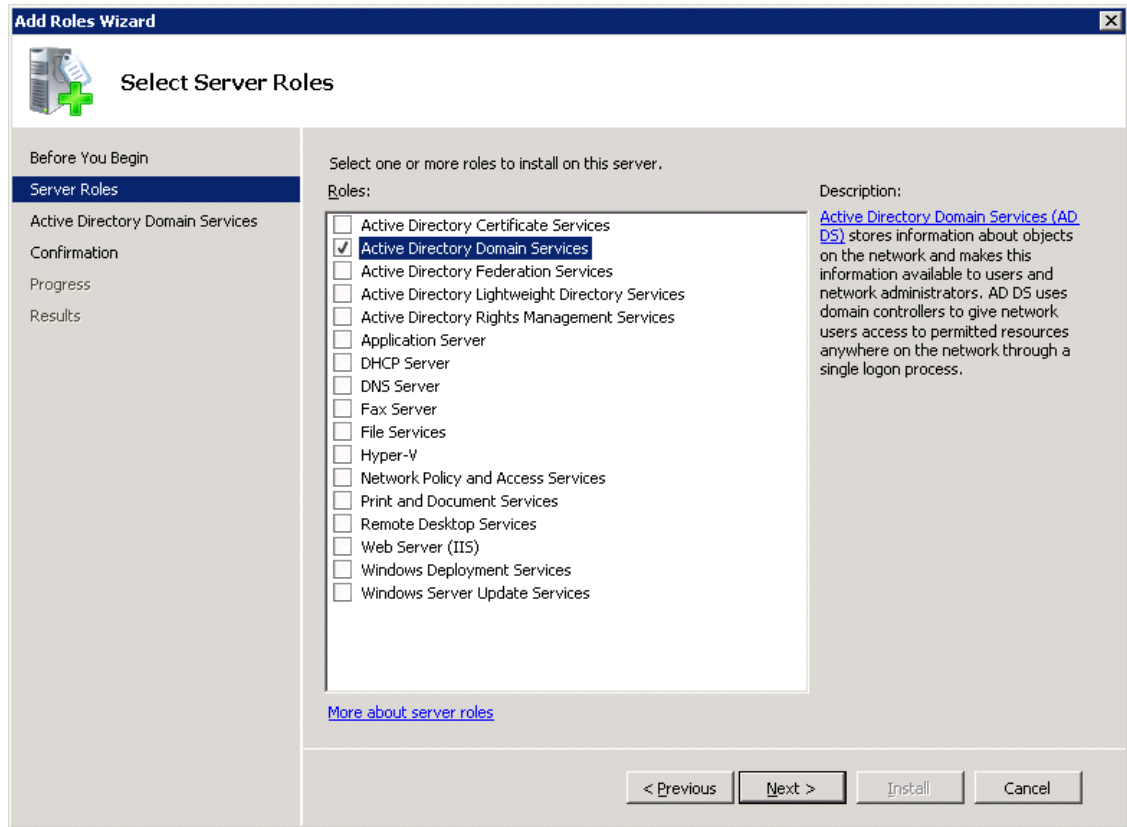 Add Roles Wizard
Select Server Roles
Before You Begin
Server Roles
Active Directory Domain Services
Confirmation
Progress
Results
Select one or more roles to install on this server.
Roles:
Active Directory Certificate Services
Active Directory Domain Services
Active Directory Federation Services
Active Directory Lightweight Directory Services
Active Directory Rights Management Services
Application Server
DHCP Server
DNS Server
Fax Server
File Services
Hyper-V
Network Policy and Access Services
Print and Document Services
Remote Desktop Services
Web Server (IIS)
Windows Deployment Services
Windows Server Update Services
More about server roles
Description:
Active Directory Domain Services (AD
DS) stores information about objects
on the network and makes this
information available to users and
network administrators. AD DS uses
domain controllers to give network
users access to permitted resources
anywhere on the network through a
single logon process.
< Previous
Next >
Install
Cancel